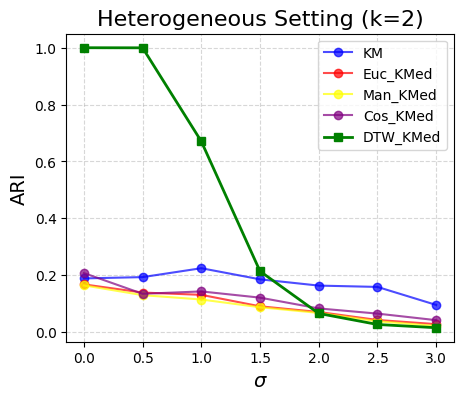 Heterogeneous Setting (k=2)
KM
Euc_KMed
Man_KMed
Cos_KMed
DTW_KMed
ARI
1.0
0.8
0.6
0.4
0.2
0.0
0.0 0.5 1.0 1.5 2.0 2.5 3.0
σ